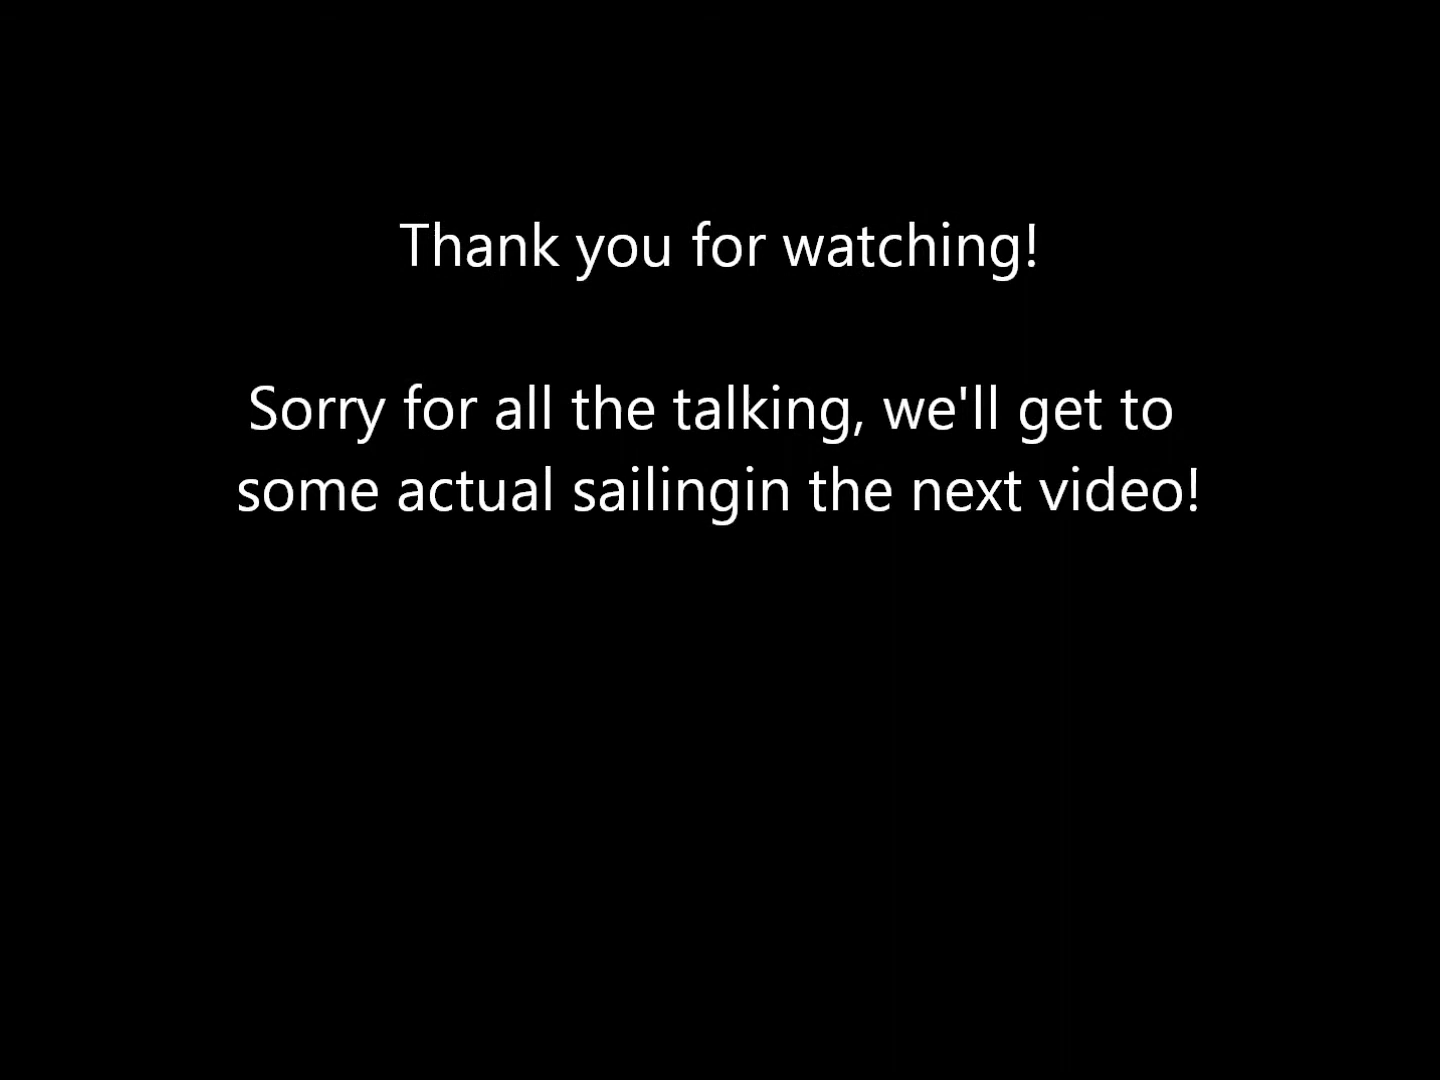 Thank you for watching!
Sorry for all the talking, we'll get to
some actual sailingin the next video!